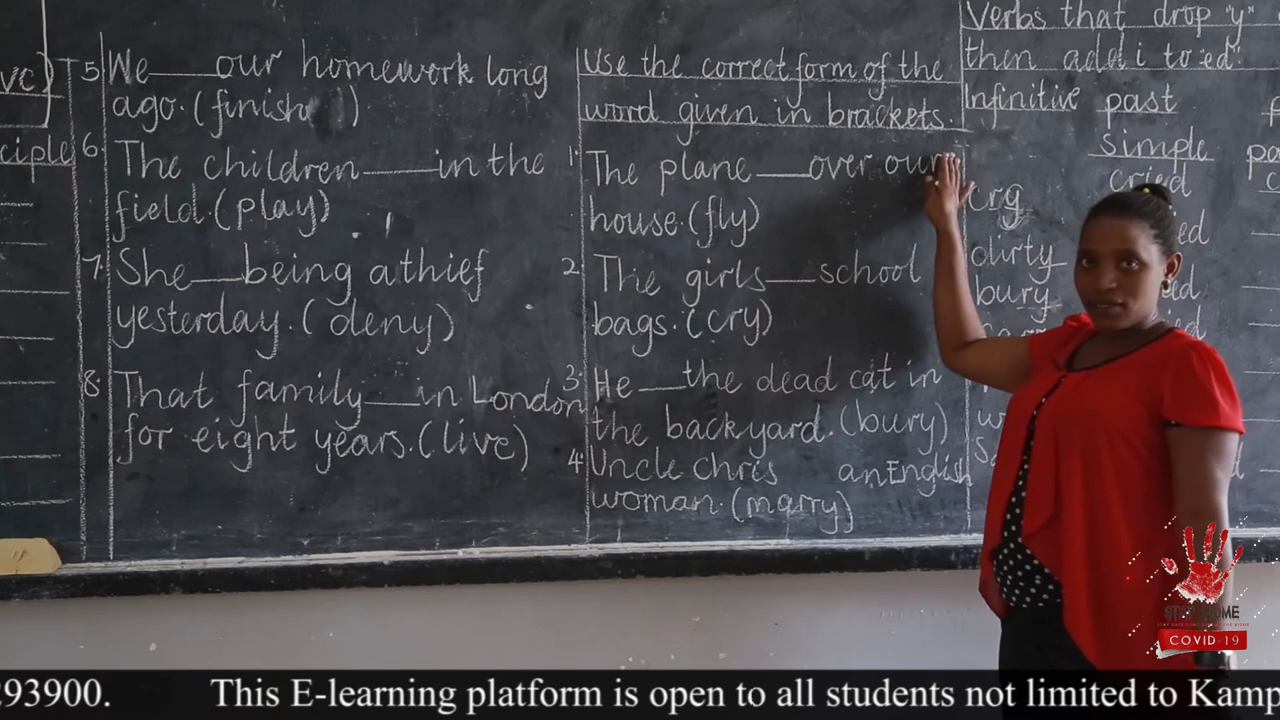 vc)
ciple
5 We ___ our homework long
ago. (finish )
6. The children ___ in the
field. (play)
7. She ___ being a thief
yesterday. (deny)
8. That family ___ in London
for eight years. (live)
Use the correct form of the
word given in brackets.
1. The plane ___ over our
house. (fly)
2. The girls ___ school
bags. (cry)
3. He ___ the dead cat in
the backyard. (bury)
4. Uncle Chris an English
woman. (marry)
Verbs that drop "y"
then add i to "ed".
Infinitive past
simple
cry cried
dirty ied
bury ied
STAY HOME
COVID-19
293900. This E-learning platform is open to all students not limited to Kamp